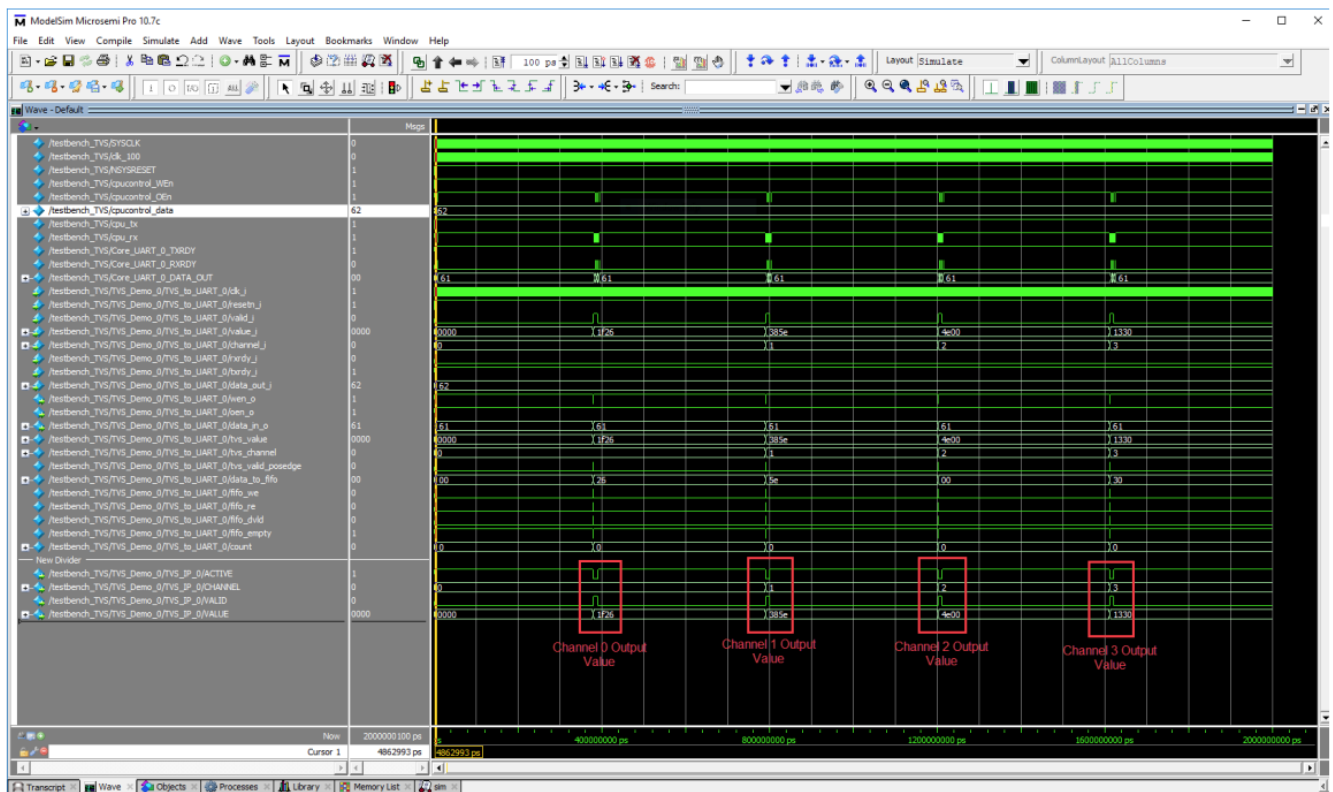 ModelSim Microsemi Pro 10.7c
File Edit View Compile Simulate Add Wave Tools Layout Bookmarks Window Help
100 ps Layout Simulate ColumnLayout AllColumns
Search:
Wave - Default
Msgs
/testbench_TVS/SYSCLK 0
/testbench_TVS/clk_100 0
/testbench_TVS/NSYSRESET 1
/testbench_TVS/cpucontrol_WEn 1
/testbench_TVS/cpucontrol_OEn 1
/testbench_TVS/cpucontrol_data 62 62
/testbench_TVS/cpu_tx 1
/testbench_TVS/cpu_rx 1
/testbench_TVS/Core_UART_0_TXRDY 1
/testbench_TVS/Core_UART_0_RXRDY 0
/testbench_TVS/Core_UART_0_DATA_OUT 00 61 61 61 61 61
/testbench_TVS/TVS_Demo_0/TVS_to_UART_0/clk_i 1
/testbench_TVS/TVS_Demo_0/TVS_to_UART_0/resetn_i 1
/testbench_TVS/TVS_Demo_0/TVS_to_UART_0/valid_i 0
/testbench_TVS/TVS_Demo_0/TVS_to_UART_0/value_i 0000 0000 1f26 385e 4e00 1330
/testbench_TVS/TVS_Demo_0/TVS_to_UART_0/channel_i 0 0 1 2 3
/testbench_TVS/TVS_Demo_0/TVS_to_UART_0/rxrdy_i 0
/testbench_TVS/TVS_Demo_0/TVS_to_UART_0/txrdy_i 1
/testbench_TVS/TVS_Demo_0/TVS_to_UART_0/data_out_i 62 62
/testbench_TVS/TVS_Demo_0/TVS_to_UART_0/wen_o 1
/testbench_TVS/TVS_Demo_0/TVS_to_UART_0/oen_o 1
/testbench_TVS/TVS_Demo_0/TVS_to_UART_0/data_in_o 61 61 61 61 61 61
/testbench_TVS/TVS_Demo_0/TVS_to_UART_0/tvs_value 0000 0000 1f26 385e 4e00 1330
/testbench_TVS/TVS_Demo_0/TVS_to_UART_0/tvs_channel 0 0 1 2 3
/testbench_TVS/TVS_Demo_0/TVS_to_UART_0/tvs_valid_posedge 0
/testbench_TVS/TVS_Demo_0/TVS_to_UART_0/data_to_fifo 00 00 26 5e 00 30
/testbench_TVS/TVS_Demo_0/TVS_to_UART_0/fifo_we 0
/testbench_TVS/TVS_Demo_0/TVS_to_UART_0/fifo_re 0
/testbench_TVS/TVS_Demo_0/TVS_to_UART_0/fifo_dvld 0
/testbench_TVS/TVS_Demo_0/TVS_to_UART_0/fifo_empty 1
/testbench_TVS/TVS_Demo_0/TVS_to_UART_0/count 0 0 0 0 0 0
New Divider
/testbench_TVS/TVS_Demo_0/TVS_IP_0/ACTIVE 1
/testbench_TVS/TVS_Demo_0/TVS_IP_0/CHANNEL 0 0 1 2 3
/testbench_TVS/TVS_Demo_0/TVS_IP_0/VALID 0
/testbench_TVS/TVS_Demo_0/TVS_IP_0/VALUE 0000 0000 1f26 385e 4e00 1330
Channel 0 Output
Value
Channel 1 Output
Value
Channel 2 Output
Value
Channel 3 Output
Value
Now 2000000100 ps 400000000 ps 800000000 ps 1200000000 ps 1600000000 ps 2000000000 ps
Cursor 1 4862993 ps 4862993 ps
Transcript Wave Objects Processes Library Memory List sim